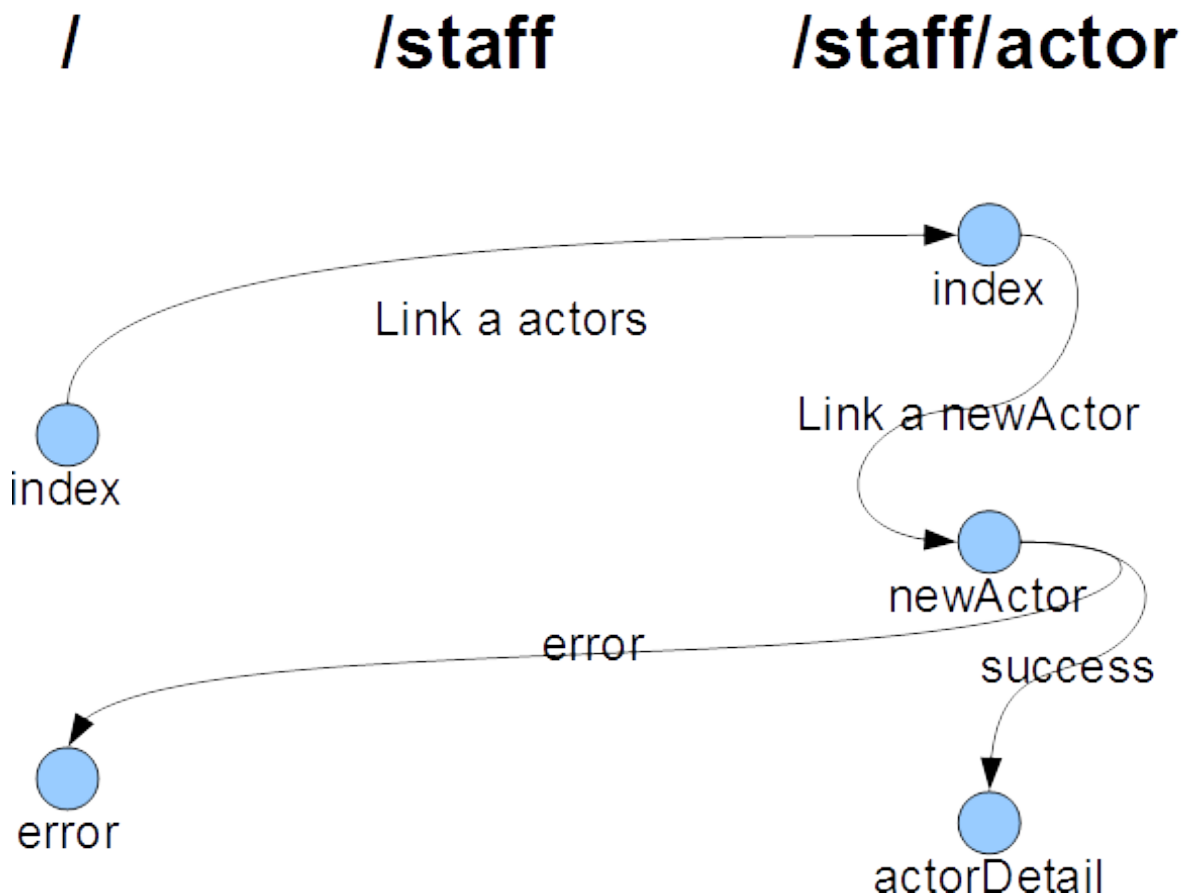 / /staff /staff/actor
index
Link a actors
Link a newActor
index
newActor
error
success
error
actorDetail